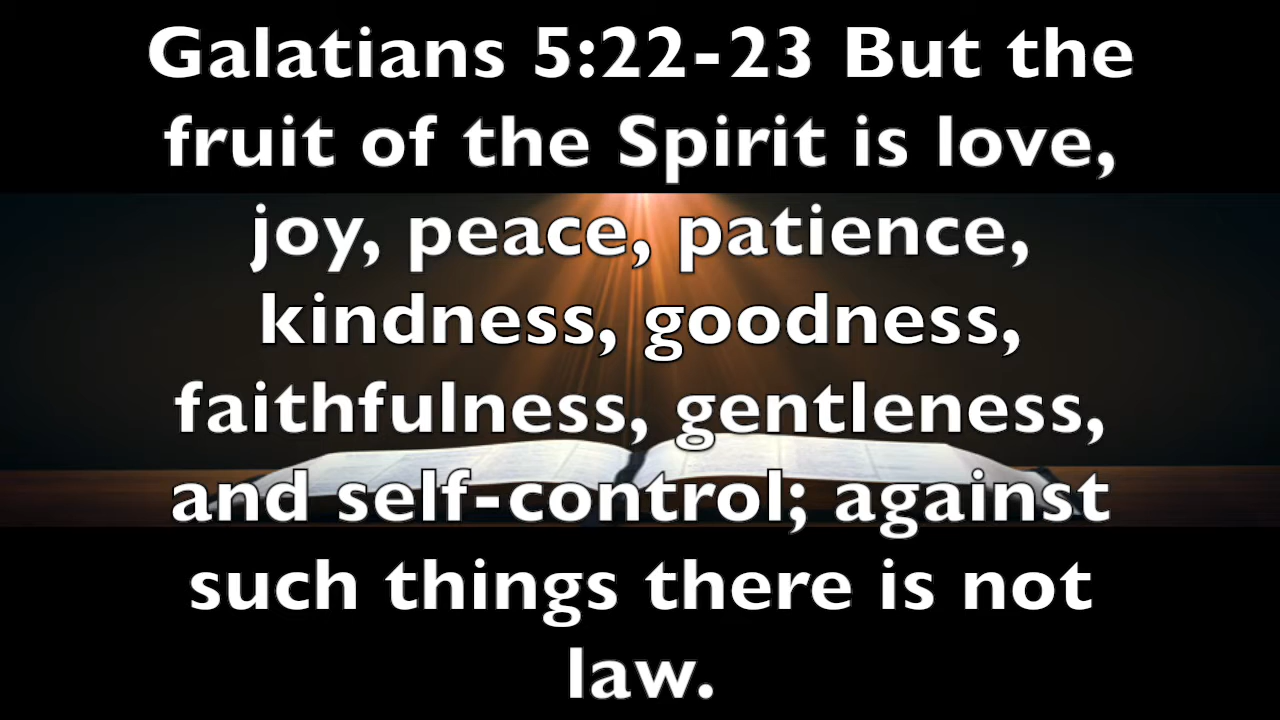 Galatians 5:22-23 But the
fruit of the Spirit is love,
joy, peace, patience,
kindness, goodness,
faithfulness, gentleness,
and self-control; against
such things there is not
law.